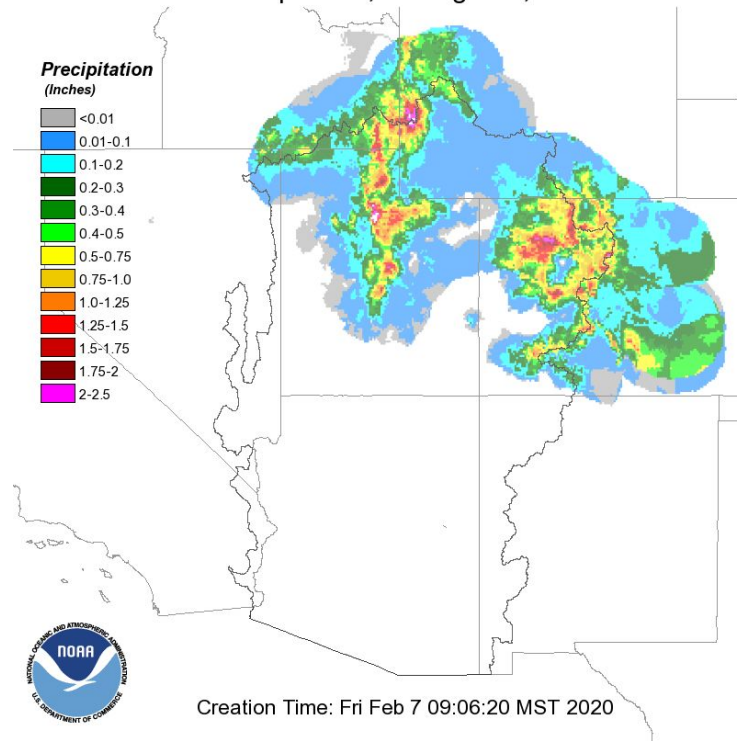 Precipitation
(Inches)
<0.01
0.01-0.1
0.1-0.2
0.2-0.3
0.3-0.4
0.4-0.5
0.5-0.75
0.75-1.0
1.0-1.25
1.25-1.5
1.5-1.75
1.75-2
2-2.5
NATIONAL OCEANIC AND ATMOSPHERIC ADMINISTRATION
NOAA
U.S. DEPARTMENT OF COMMERCE
Creation Time: Fri Feb 7 09:06:20 MST 2020